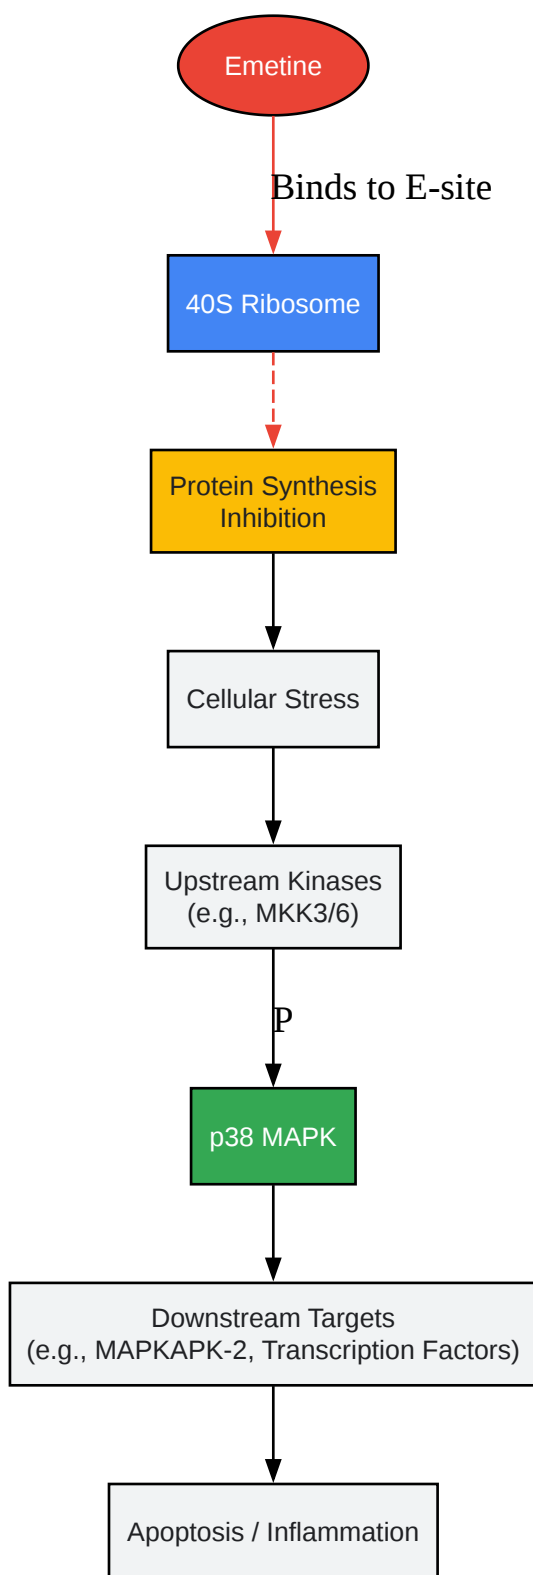 Emetine
Binds to E-site
40S Ribosome
Protein Synthesis
Inhibition
Cellular Stress
Upstream Kinases
(e.g., MKK3/6)
P
p38 MAPK
Downstream Targets
(e.g., MAPKAPK-2, Transcription Factors)
Apoptosis / Inflammation